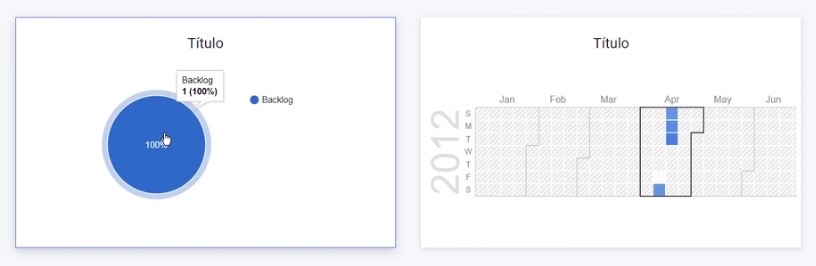 Título
Backlog
1 (100%)
Backlog
100%
Título
Jan Feb Mar Apr May Jun
2012
S
M
T
W
T
F
S